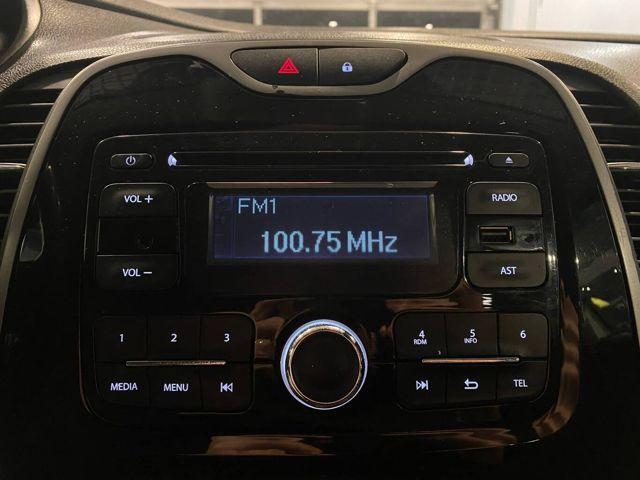 FM1
100.75 MHz
VOL +
VOL −
RADIO
AST
1
2
3
MEDIA
MENU
4
RDM
5
INFO
6
TEL